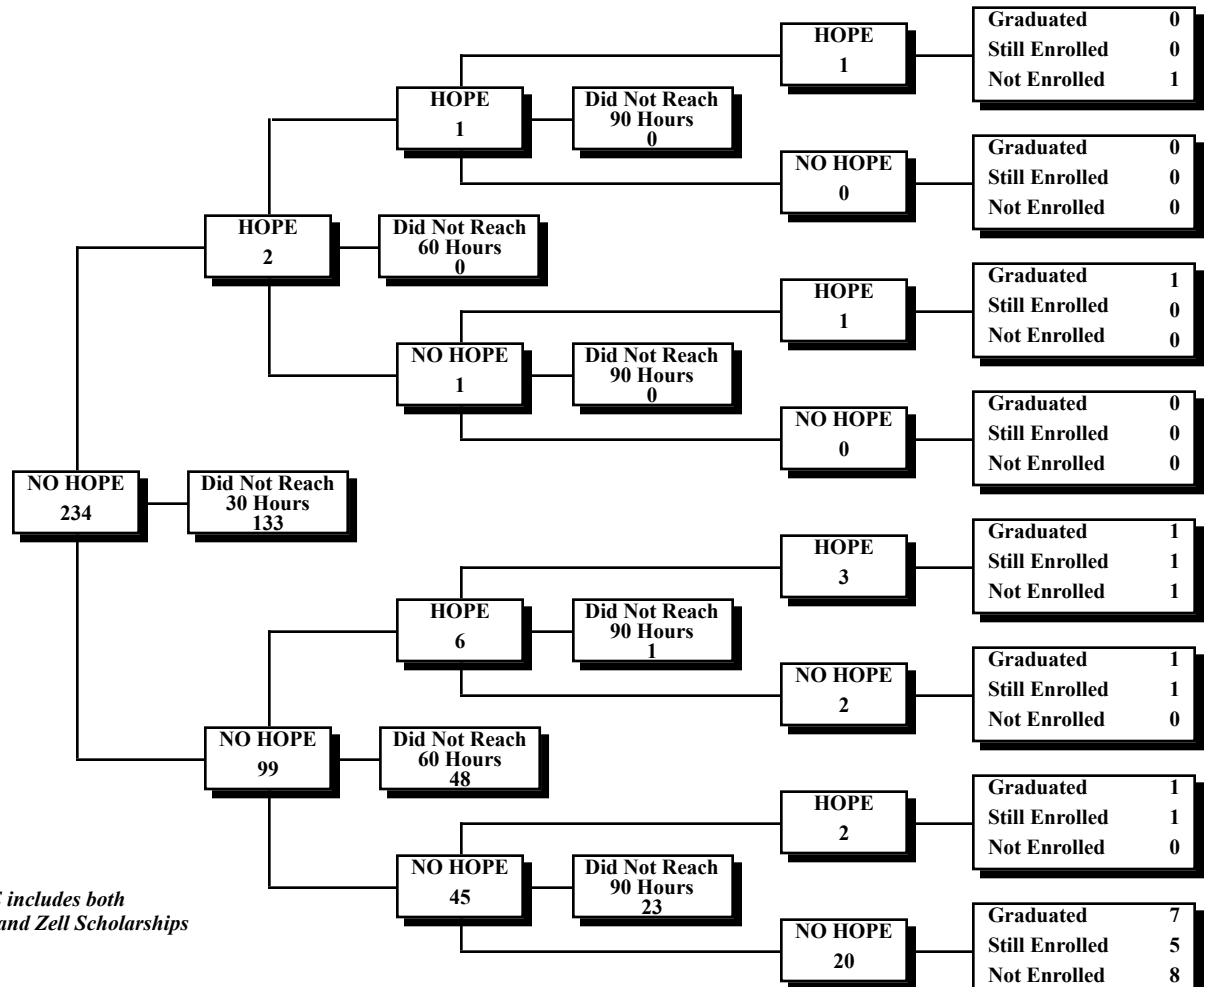 Graduated 0
HOPE
Still Enrolled 0
1
Not Enrolled 1
HOPE
1
Did Not Reach
90 Hours
0
Graduated 0
NO HOPE
Still Enrolled 0
0
Not Enrolled 0
HOPE
2
Did Not Reach
60 Hours
0
Graduated 1
HOPE
Still Enrolled 0
1
Not Enrolled 0
NO HOPE
1
Did Not Reach
90 Hours
0
Graduated 0
NO HOPE
Still Enrolled 0
0
Not Enrolled 0
NO HOPE
234
Did Not Reach
30 Hours
133
Graduated 1
HOPE
Still Enrolled 1
3
Not Enrolled 1
HOPE
6
Did Not Reach
90 Hours
1
Graduated 1
NO HOPE
Still Enrolled 1
2
Not Enrolled 0
NO HOPE
99
Did Not Reach
60 Hours
48
Graduated 1
HOPE
Still Enrolled 1
2
Not Enrolled 0
NO HOPE
45
Did Not Reach
90 Hours
23
Graduated 7
NO HOPE
Still Enrolled 5
20
Not Enrolled 8
includes both
and Zell Scholarships